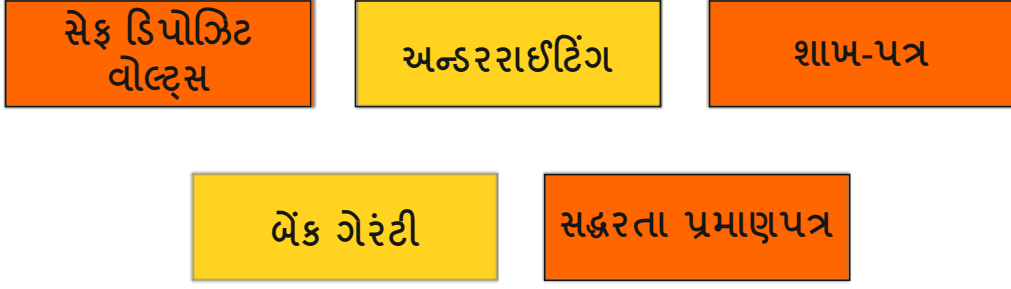 સેફ ડિપોઝિટ
વોલ્ટ્સ
અન્ડરરાઈટિંગ
શાખ-પત્ર
બેંક ગેરંટી
સદ્ધરતા પ્રમાણપત્ર